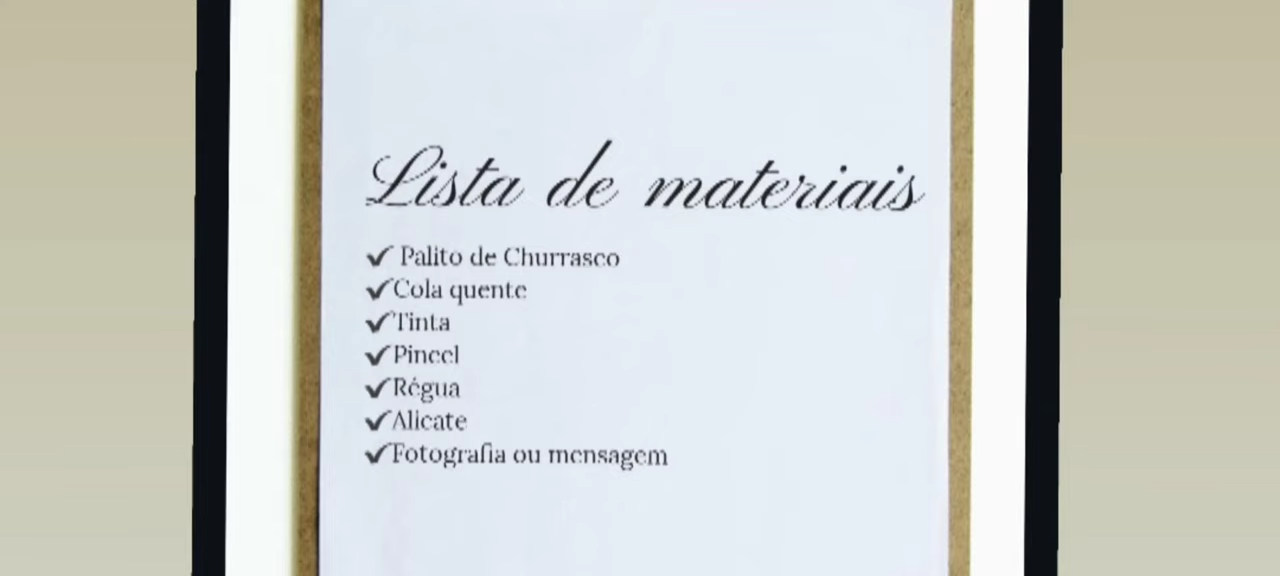 Lista de materiais
✔ Palito de Churrasco
✔Cola quente
✔Tinta
✔Pincel
✔Régua
✔Alicate
✔Fotografia ou mensagem